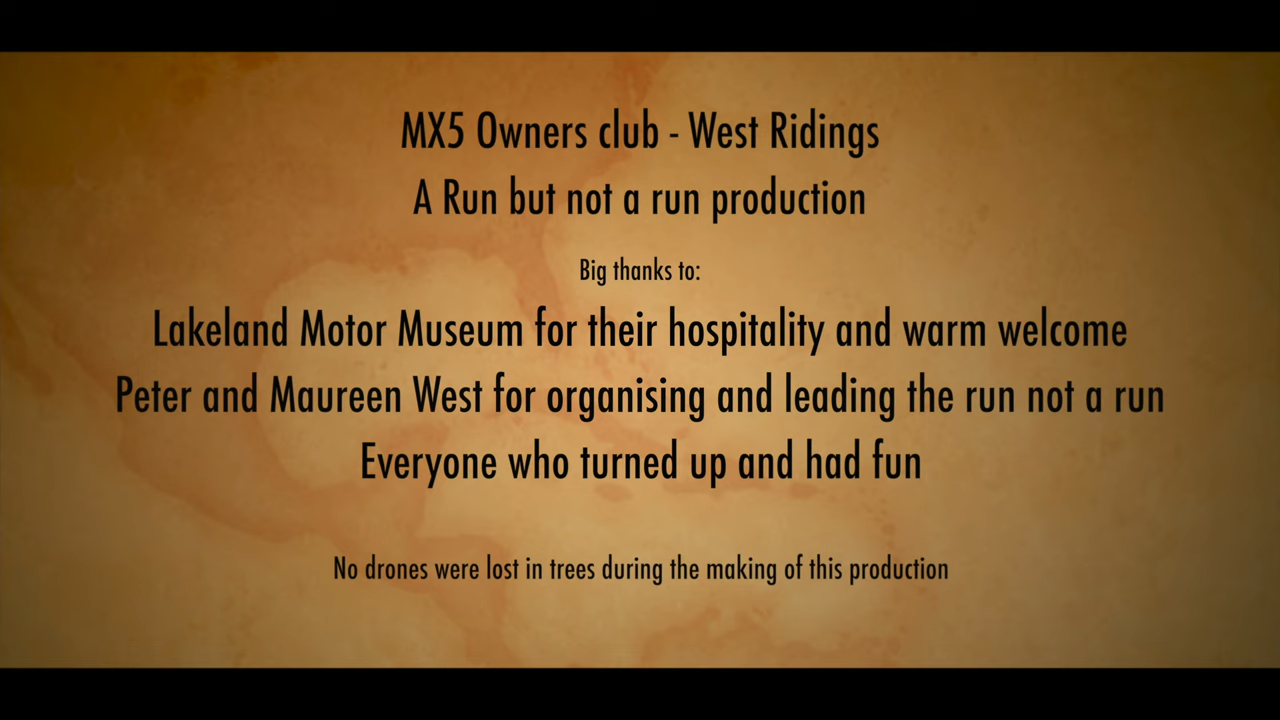 MX5 Owners club - West Ridings
A Run but not a run production
Big thanks to:
Lakeland Motor Museum for their hospitality and warm welcome
Peter and Maureen West for organising and leading the run not a run
Everyone who turned up and had fun
No drones were lost in trees during the making of this production